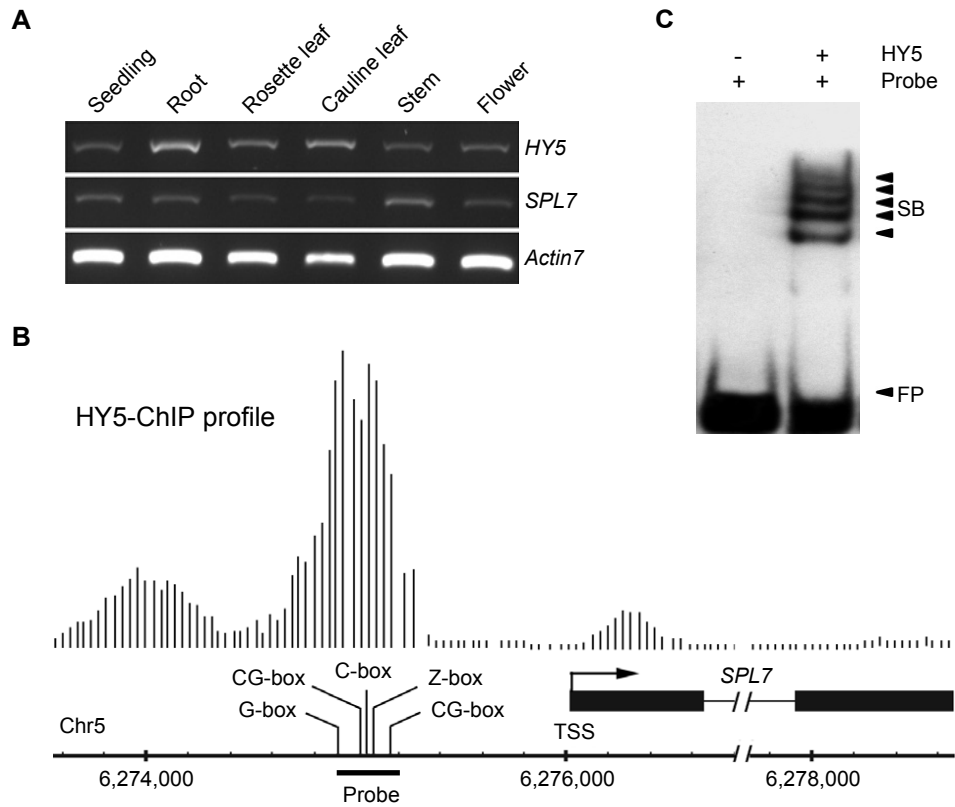 A
Seedling
Root
Rosette leaf
Cauline leaf
Stem
Flower
HY5
SPL7
Actin7
C
- + HY5
+ + Probe
SB
FP
B
HY5-ChIP profile
CG-box
C-box
Z-box
G-box
CG-box
SPL7
Chr5
TSS
6,274,000
6,276,000
6,278,000
Probe